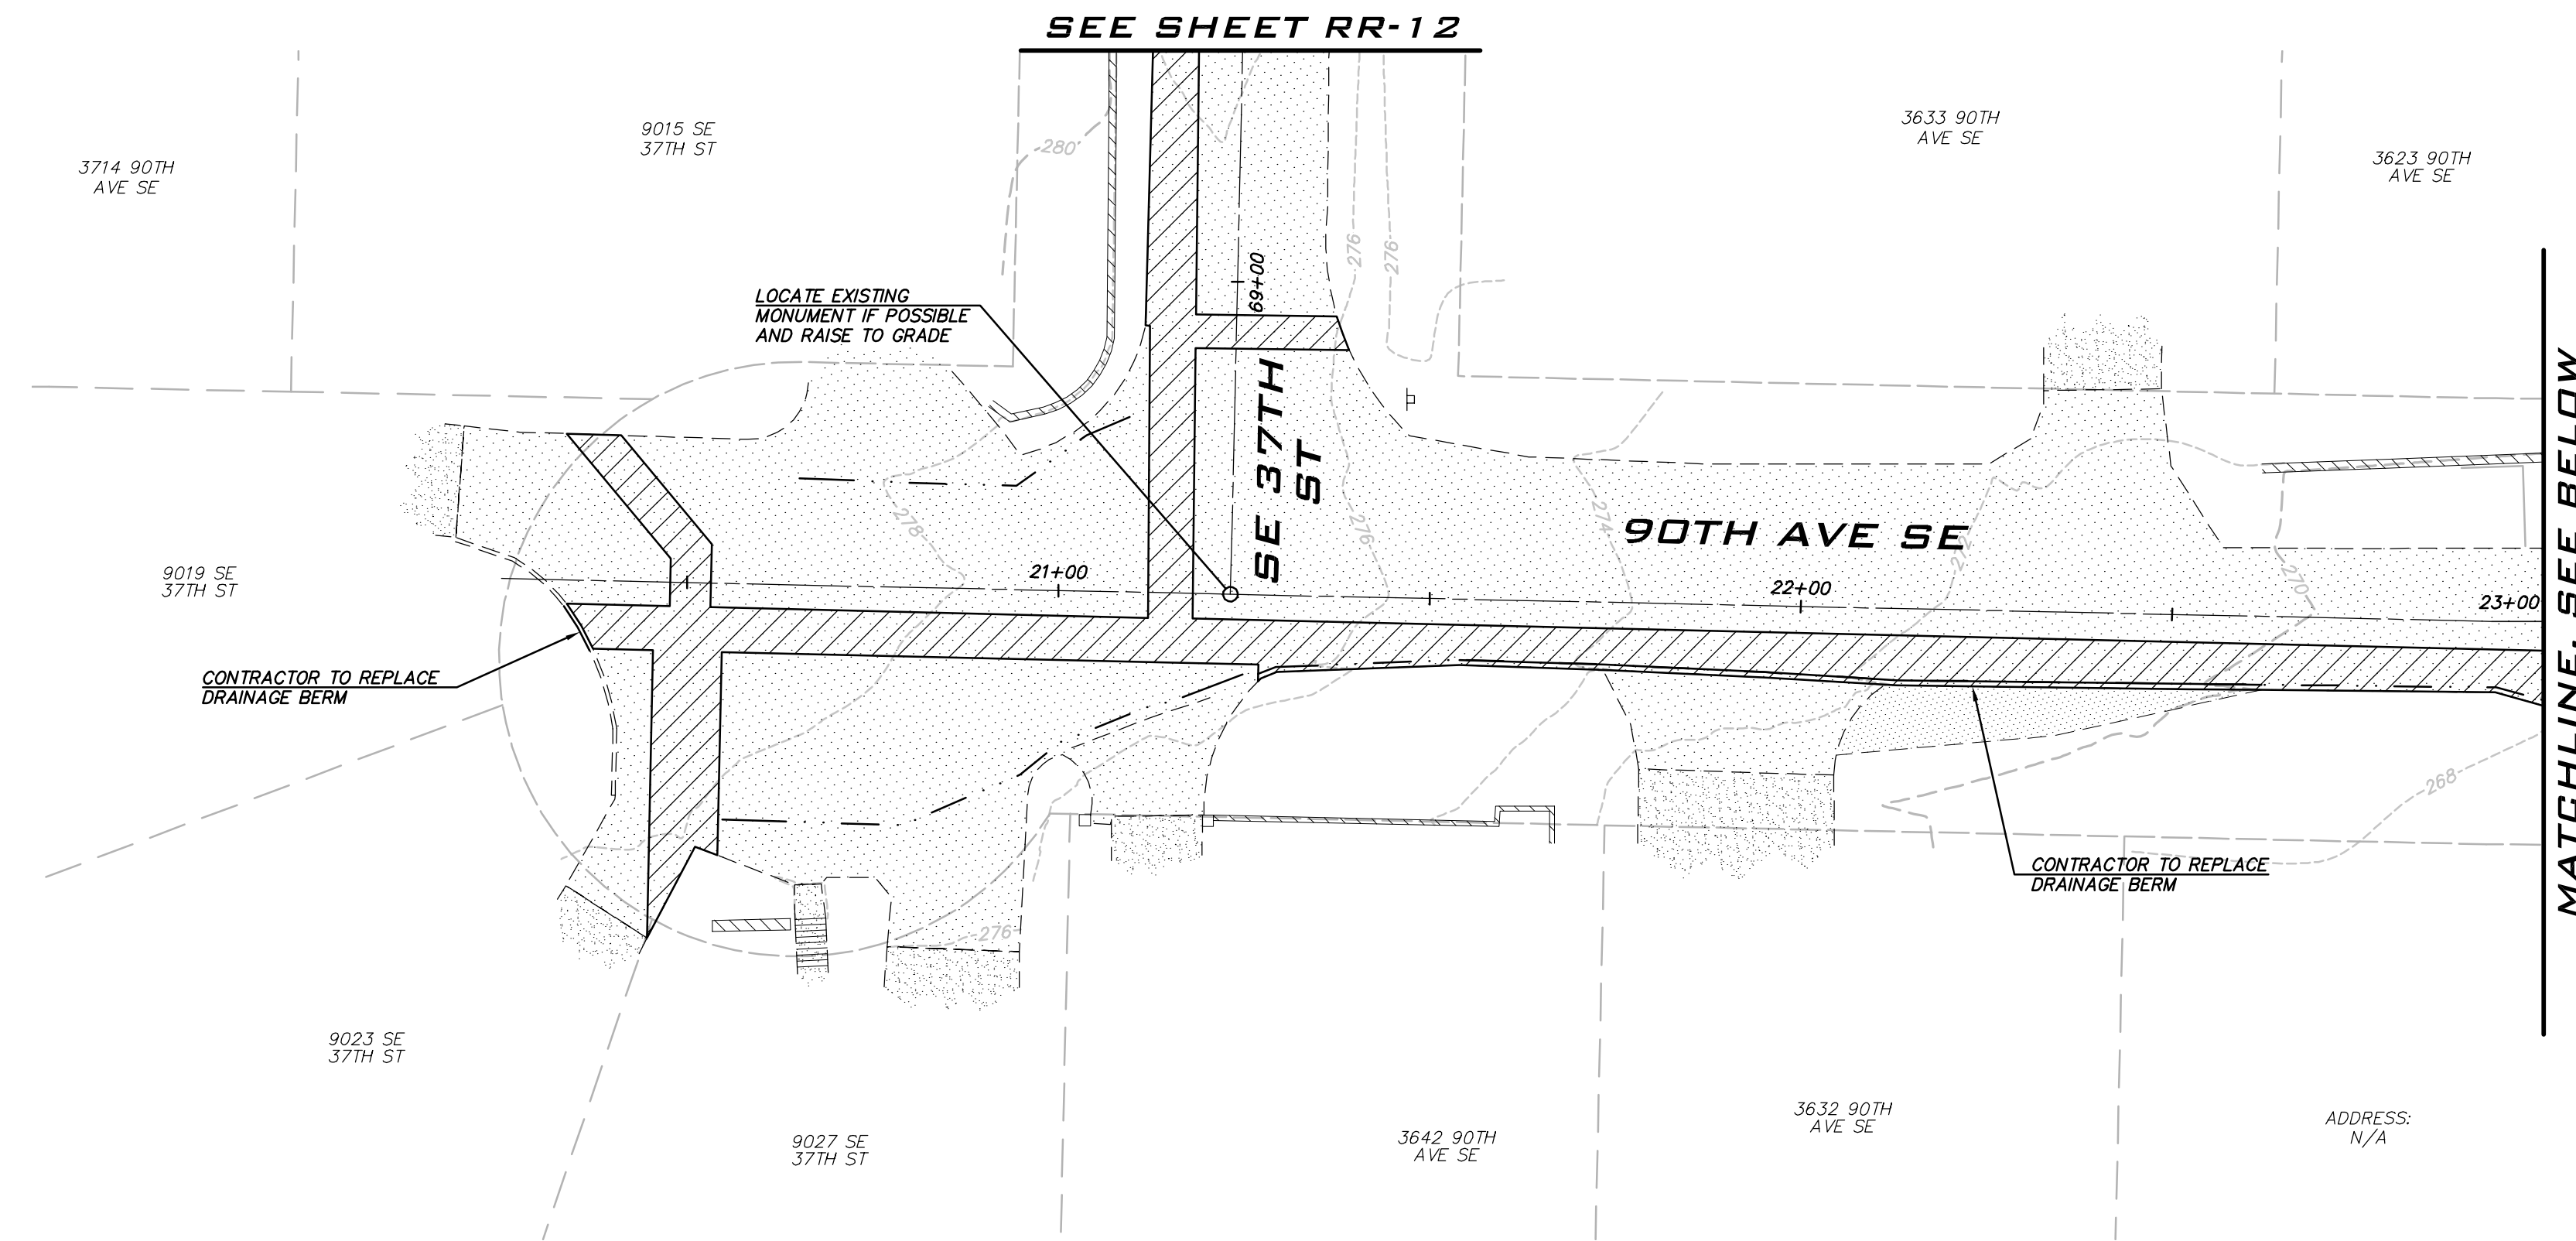 SEE SHEET RR-12
9015 SE
37TH ST
3714 90TH
AVE SE
3633 90TH
AVE SE
3623 90TH
AVE SE
280
276
276
69+00
LOCATE EXISTING
MONUMENT IF POSSIBLE
AND RAISE TO GRADE
SE 37TH
ST
278
276
274
90TH AVE SE
272
270
21+00
22+00
23+00
9019 SE
37TH ST
CONTRACTOR TO REPLACE
DRAINAGE BERM
MATCHLINE, SEE BELOW
268
CONTRACTOR TO REPLACE
DRAINAGE BERM
276
9023 SE
37TH ST
9027 SE
37TH ST
3642 90TH
AVE SE
3632 90TH
AVE SE
ADDRESS:
N/A